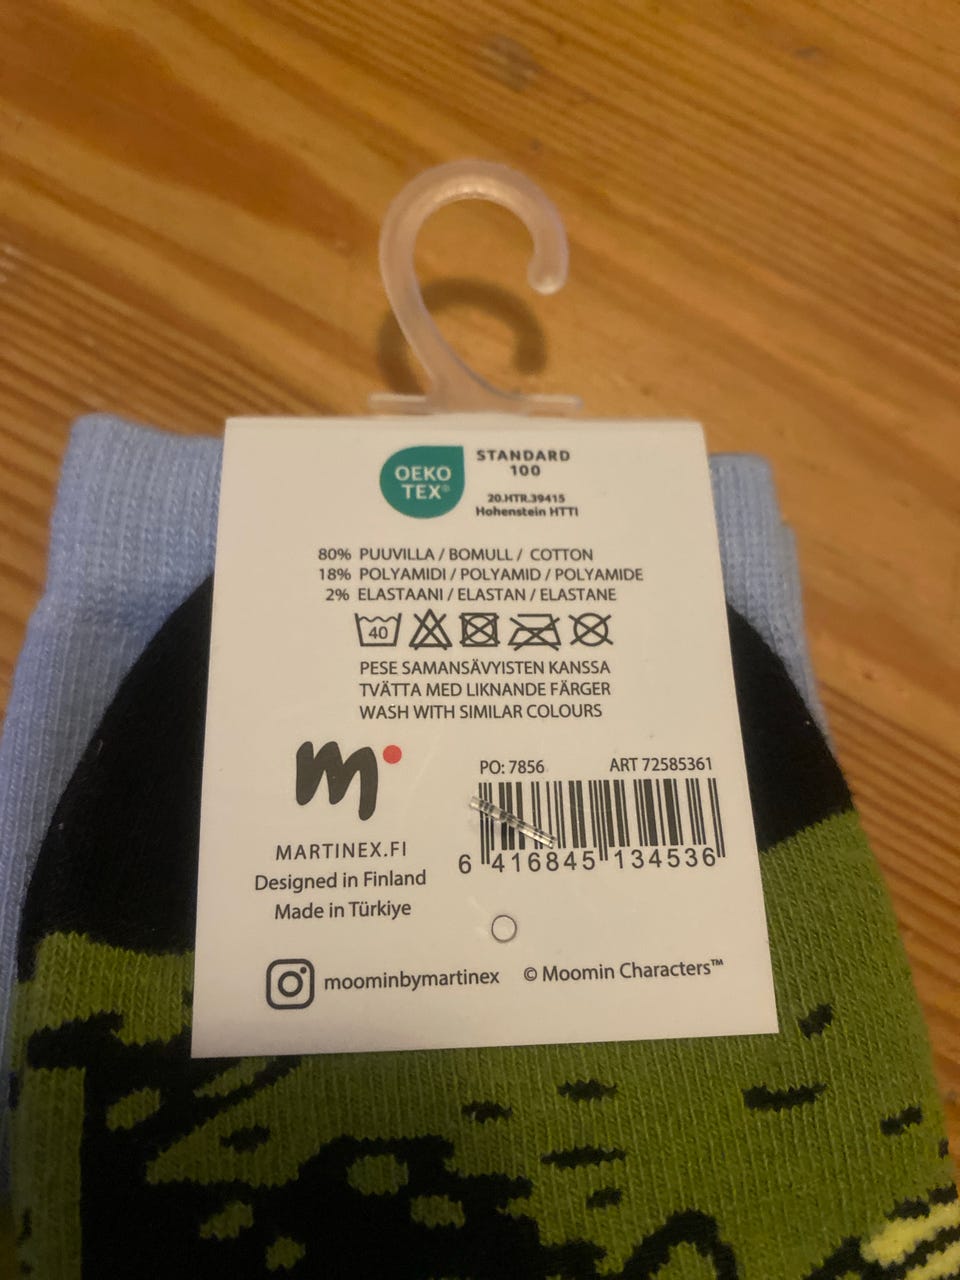 OEKO
TEX®
STANDARD
100
20.HTR.39415
Hohenstein HTTI
80% PUUVILLA / BOMULL / COTTON
18% POLYAMIDI / POLYAMID / POLYAMIDE
2% ELASTAANI / ELASTAN / ELASTANE
40
PESE SAMANSÄVYISTEN KANSSA
TVÄTTA MED LIKNANDE FÄRGER
WASH WITH SIMILAR COLOURS
m
MARTINEX.FI
Designed in Finland
Made in Türkiye
PO: 7856 ART 72585361
6 416845 134536
moominbymartinex © Moomin Characters™